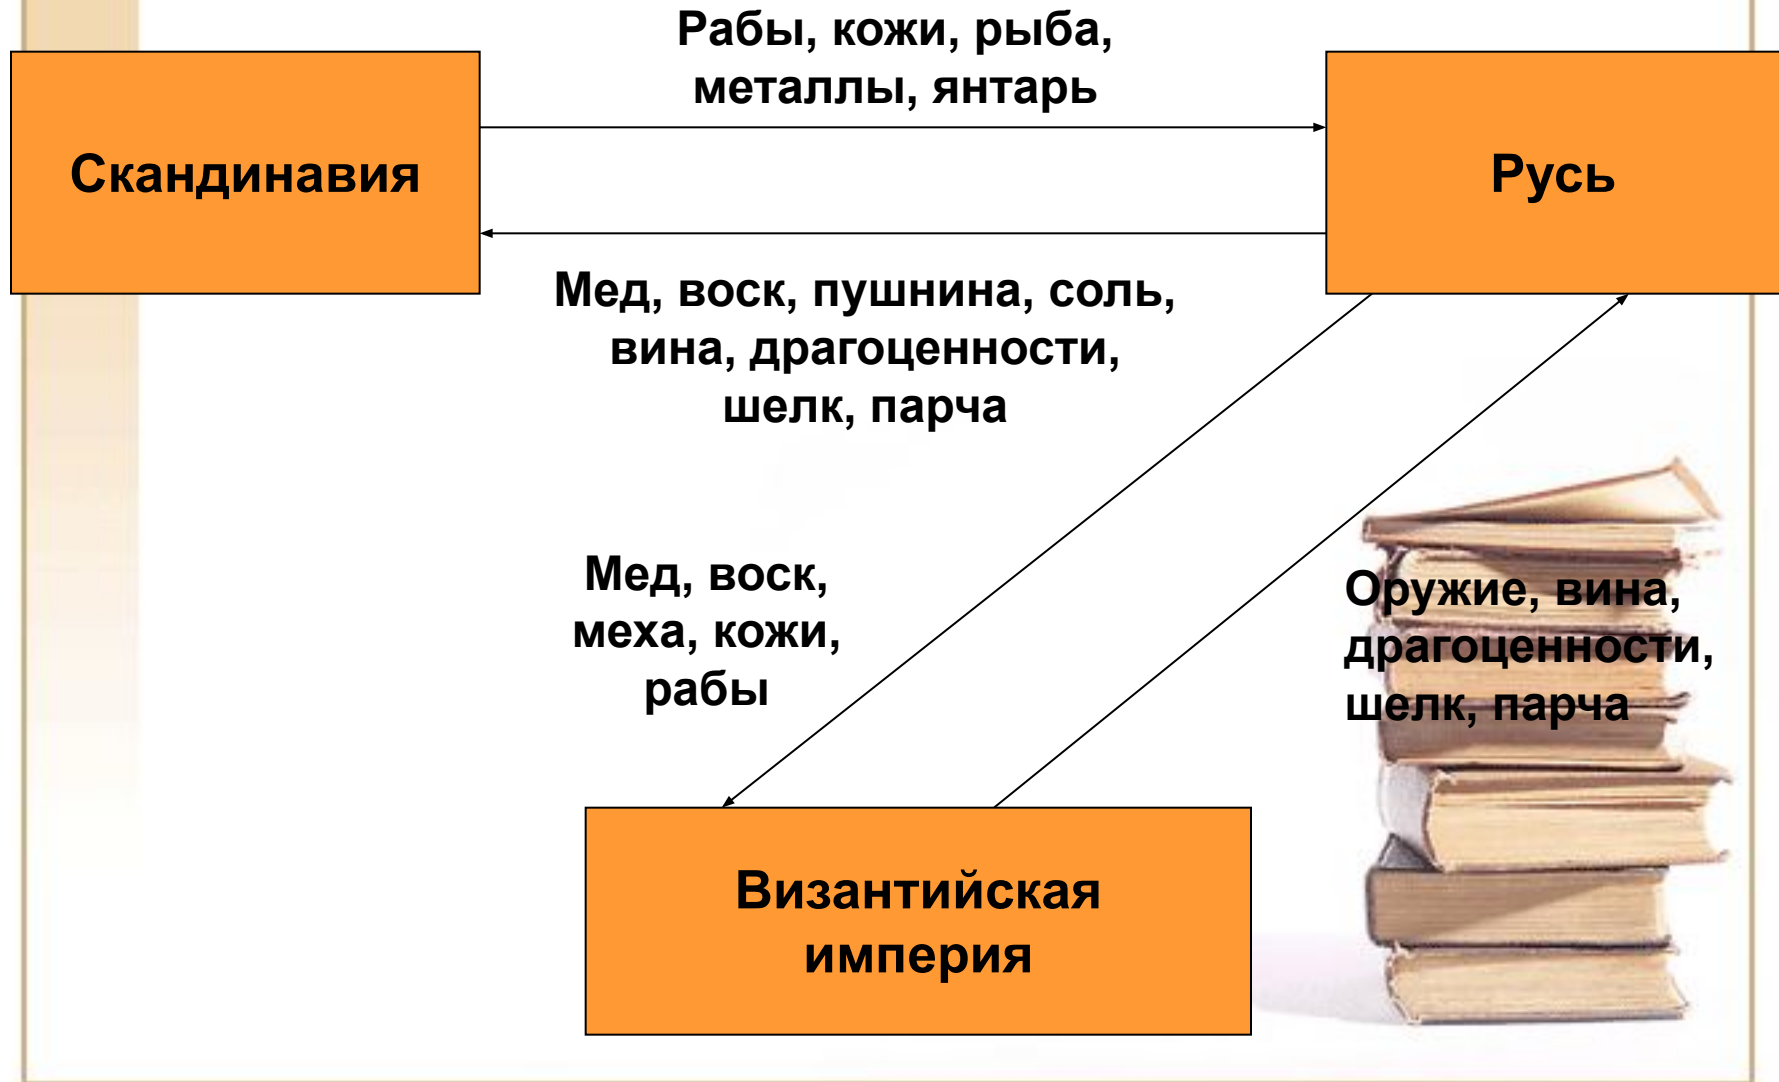 Рабы, кожи, рыба,
металлы, янтарь
Скандинавия
Русь
Мед, воск, пушнина, соль,
вина, драгоценности,
шелк, парча
Мед, воск,
меха, кожи,
рабы
Оружие, вина,
драгоценности,
шелк, парча
Византийская
империя